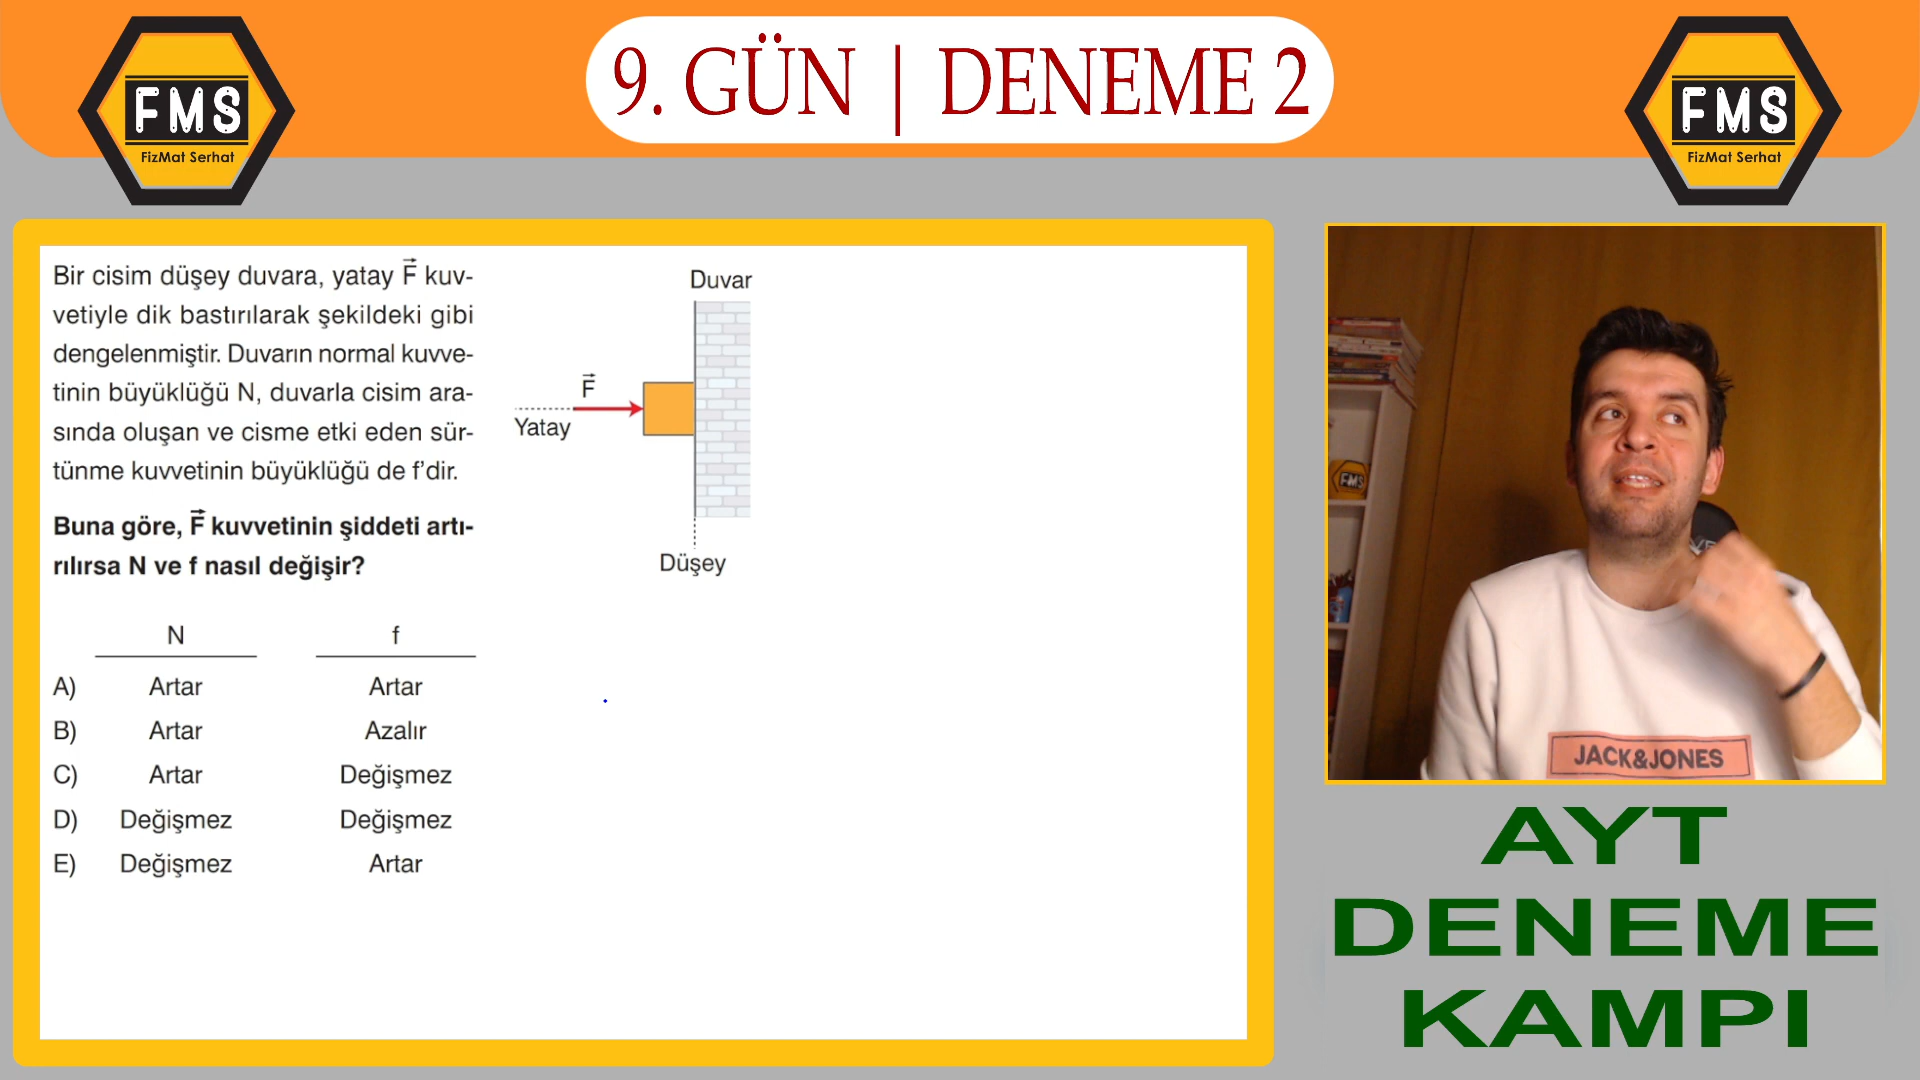 9. GÜN | DENEME 2
FMS
FizMat Serhat
FMS
FizMat Serhat
Bir cisim düşey duvara, yatay F⃗ kuv-
vetiyle dik bastırılarak şekildeki gibi
dengelenmiştir. Duvarın normal kuvve-
tinin büyüklüğü N, duvarla cisim ara-
sında oluşan ve cisme etki eden sür-
tünme kuvvetinin büyüklüğü de f'dir.
Buna göre, F⃗ kuvvetinin şiddeti artı-
rılırsa N ve f nasıl değişir?
N f
A) Artar Artar
B) Artar Azalır
C) Artar Değişmez
D) Değişmez Değişmez
E) Değişmez Artar
Duvar
F⃗
Yatay
Düşey
FMS
JACK&JONES
AYT
DENEME
KAMPI